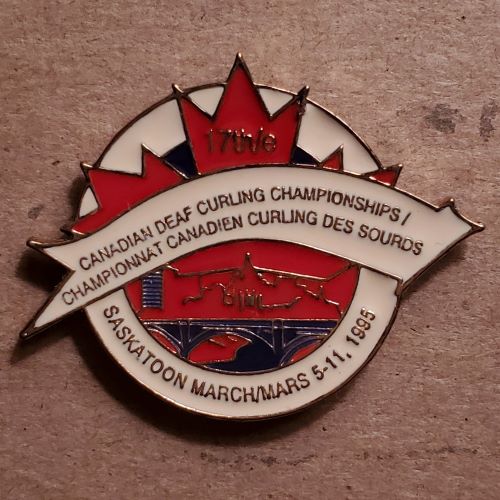 17th/e
CANADIAN DEAF CURLING CHAMPIONSHIPS /
CHAMPIONNAT CANADIEN CURLING DES SOURDS
SASKATOON MARCH/MARS 5-11, 1995